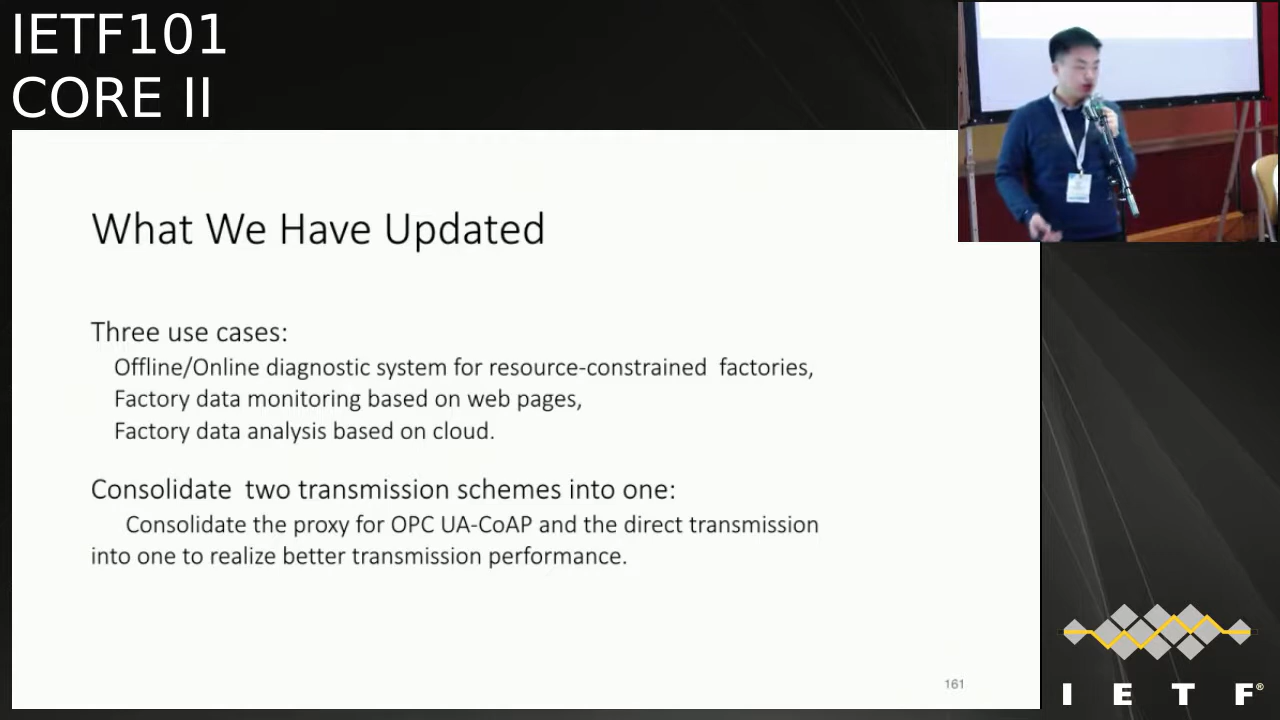 IETF101
CORE II
What We Have Updated
Three use cases:
Offline/Online diagnostic system for resource-constrained factories,
Factory data monitoring based on web pages,
Factory data analysis based on cloud.
Consolidate two transmission schemes into one:
Consolidate the proxy for OPC UA-CoAP and the direct transmission
into one to realize better transmission performance.
161
I E T F®